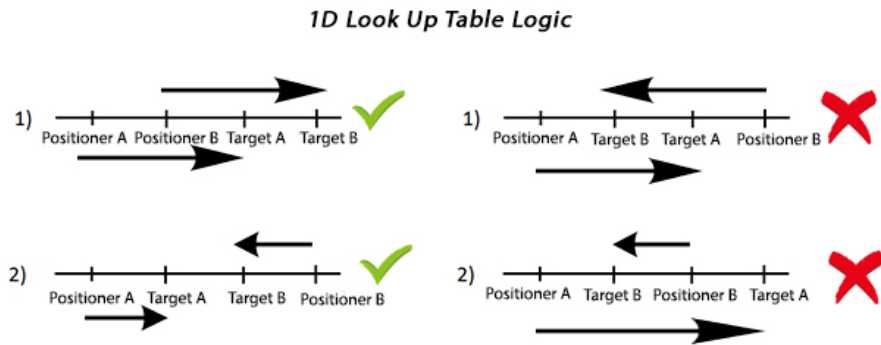 1D Look Up Table Logic
1)
Positioner A Positioner B Target A Target B
1)
Positioner A Target B Target A Positioner B
2)
Positioner A Target A Target B Positioner B
2)
Positioner A Target B Positioner B Target A